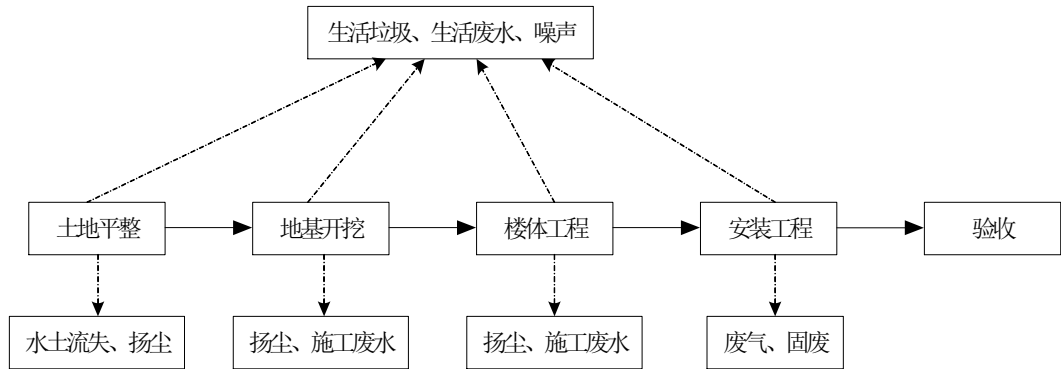 生活垃圾、生活废水、噪声
土地平整
地基开挖
楼体工程
安装工程
验收
水土流失、扬尘
扬尘、施工废水
扬尘、施工废水
废气、固废